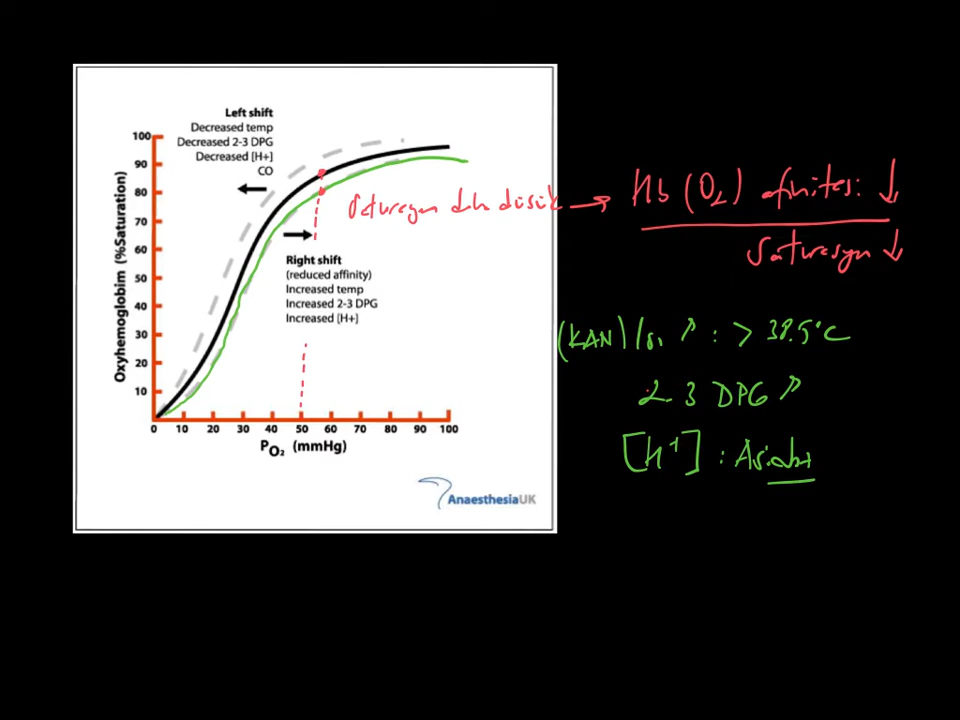 Left shift
Decreased temp
Decreased 2-3 DPG
Decreased [H+]
CO
100
90
80
70
60
50
40
30
20
10
Oxyhemoglobim (%Saturation)
Right shift
(reduced affinity)
Increased temp
Increased 2-3 DPG
Increased [H+]
0 10 20 30 40 50 60 70 80 90 100
PO2 (mmHg)
AnaesthesiaUK
Saturasyon daha düşük → Hb (O2) afinitesi: ↓
Saturasyon ↓
(KAN) Isı ↗ : > 38.5°C
2-3 DPG ↗
[H+] : Asidoz